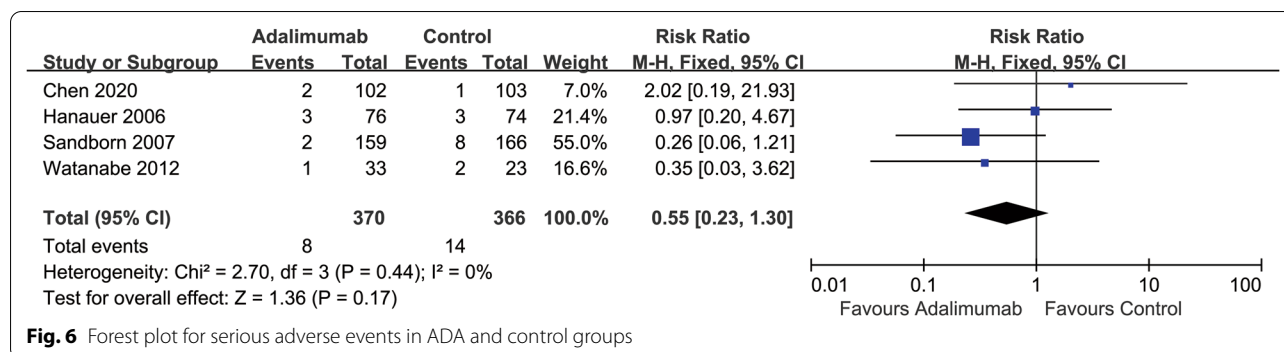 Adalimumab Control Risk Ratio Risk Ratio
Study or Subgroup Events Total Events Total Weight M-H, Fixed, 95% CI M-H, Fixed, 95% CI
Chen 2020 2 102 1 103 7.0% 2.02 [0.19, 21.93]
Hanauer 2006 3 76 3 74 21.4% 0.97 [0.20, 4.67]
Sandborn 2007 2 159 8 166 55.0% 0.26 [0.06, 1.21]
Watanabe 2012 1 33 2 23 16.6% 0.35 [0.03, 3.62]
Total (95% CI) 370 366 100.0% 0.55 [0.23, 1.30]
Total events 8 14
Heterogeneity: Chi² = 2.70, df = 3 (P = 0.44); I² = 0%
Test for overall effect: Z = 1.36 (P = 0.17)
0.01 0.1 1 10 100
Favours Adalimumab Favours Control
Fig. 6 Forest plot for serious adverse events in ADA and control groups